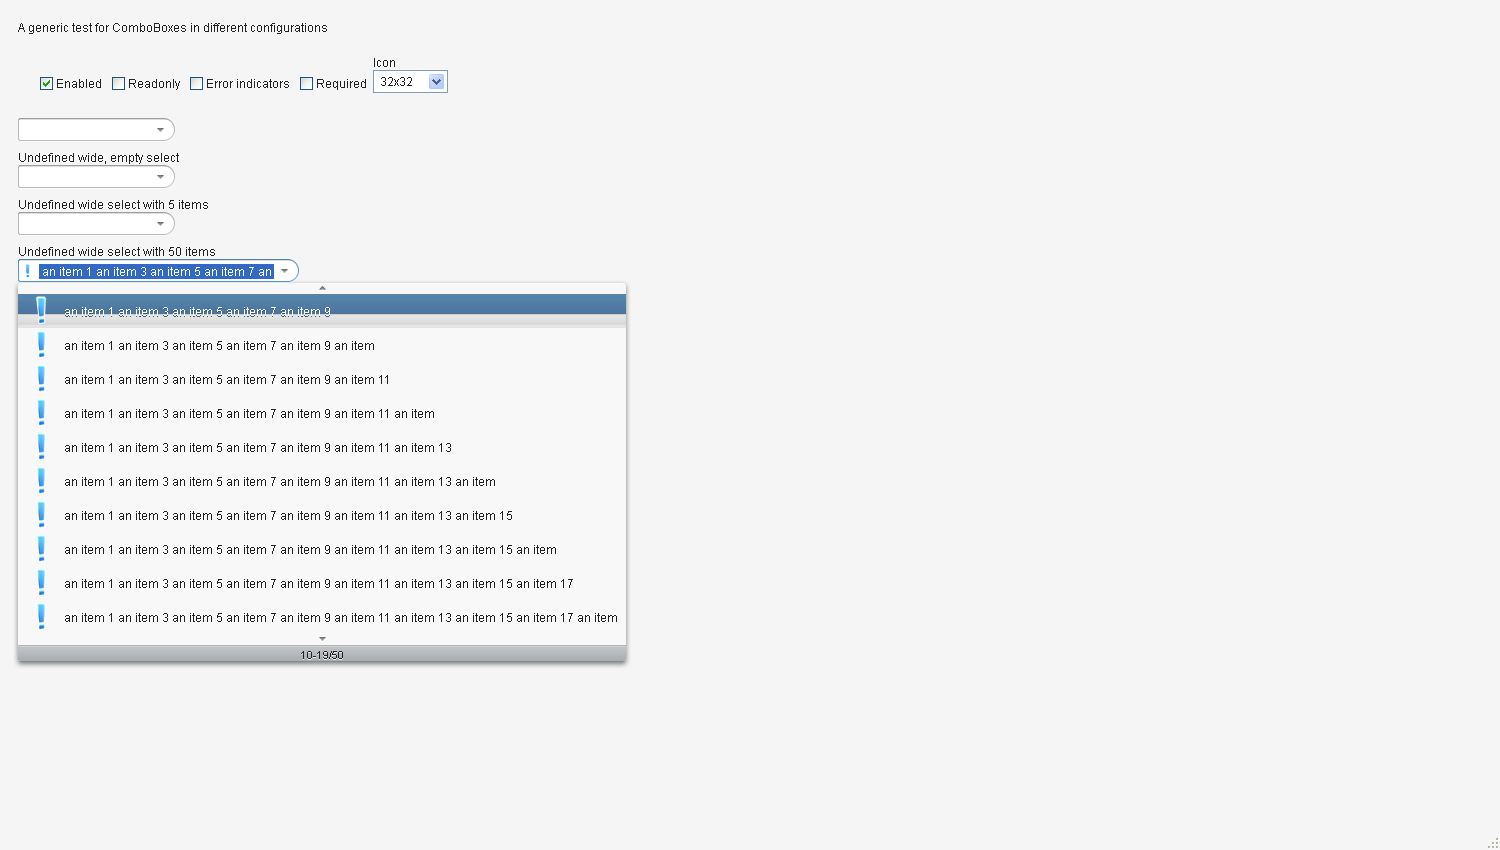 A generic test for ComboBoxes in different configurations
Icon
Enabled Readonly Error indicators Required 32x32
Undefined wide, empty select
Undefined wide select with 5 items
Undefined wide select with 50 items
an item 1 an item 3 an item 5 an item 7 an
an item 1 an item 3 an item 5 an item 7 an item 9
an item 1 an item 3 an item 5 an item 7 an item 9 an item
an item 1 an item 3 an item 5 an item 7 an item 9 an item 11
an item 1 an item 3 an item 5 an item 7 an item 9 an item 11 an item
an item 1 an item 3 an item 5 an item 7 an item 9 an item 11 an item 13
an item 1 an item 3 an item 5 an item 7 an item 9 an item 11 an item 13 an item
an item 1 an item 3 an item 5 an item 7 an item 9 an item 11 an item 13 an item 15
an item 1 an item 3 an item 5 an item 7 an item 9 an item 11 an item 13 an item 15 an item
an item 1 an item 3 an item 5 an item 7 an item 9 an item 11 an item 13 an item 15 an item 17
an item 1 an item 3 an item 5 an item 7 an item 9 an item 11 an item 13 an item 15 an item 17 an item
10-19/50